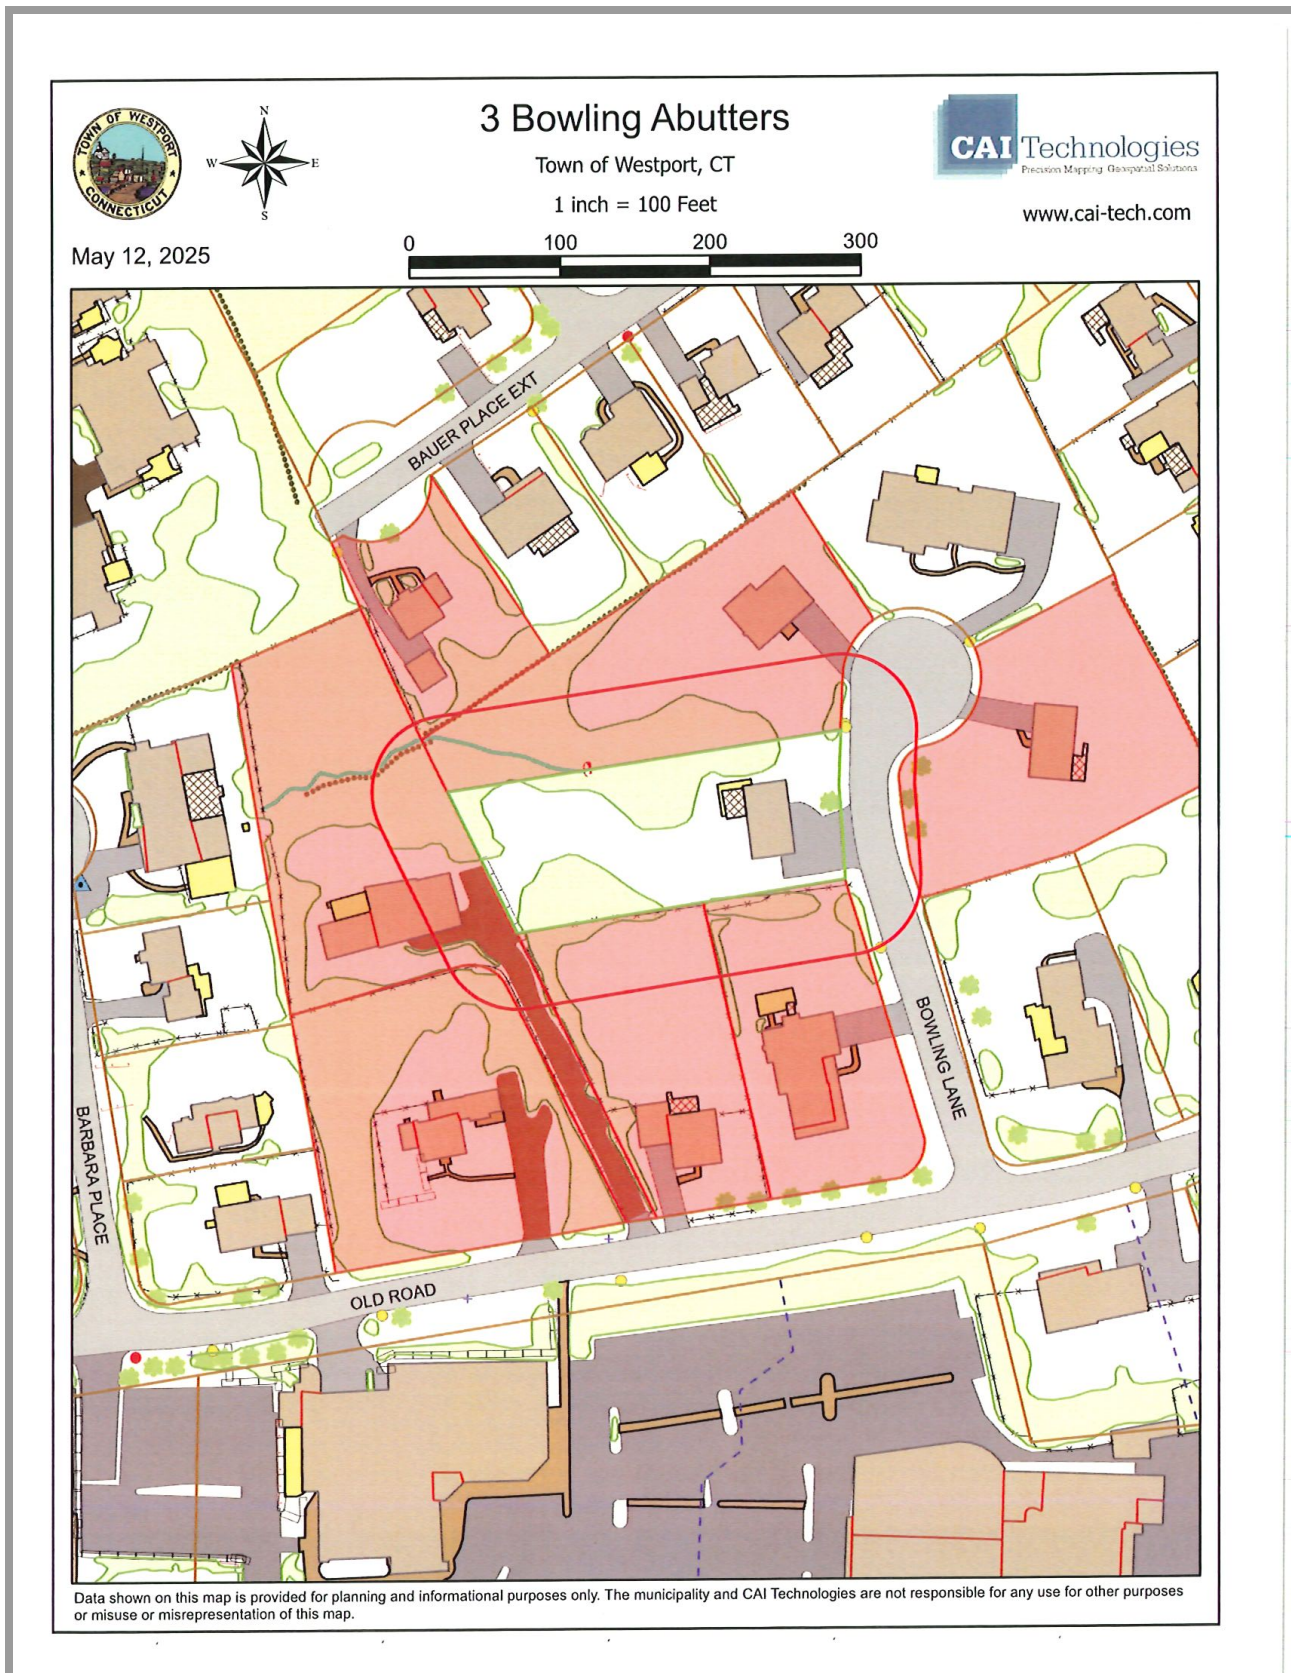 3 Bowling Abutters
Town of Westport, CT
1 inch = 100 Feet
TOWN OF WESTPORT
CONNECTICUT
N
W
E
S
CAI Technologies
Precision Mapping. Geospatial Solutions.
www.cai-tech.com
May 12, 2025
0 100 200 300
BAUER PLACE EXT
BOWLING LANE
BARBARA PLACE
OLD ROAD
Data shown on this map is provided for planning and informational purposes only. The municipality and CAI Technologies are not responsible for any use for other purposes
or misuse or misrepresentation of this map.